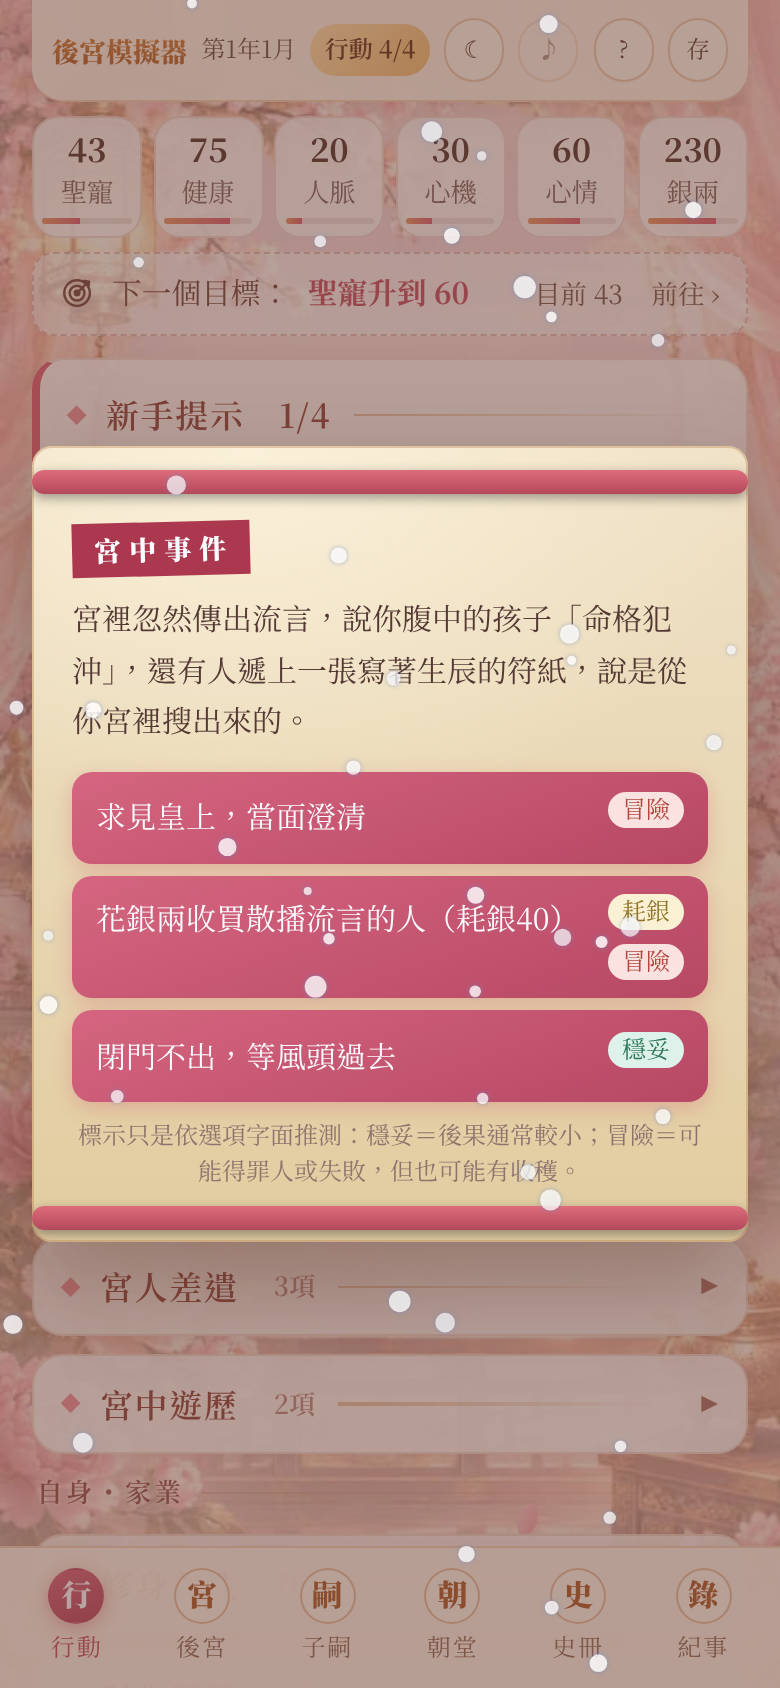 後宮模擬器 第1年1月 行動 4/4 ☾ ♪ ? 存
43 75 20 30 60 230
聖寵 健康 人脈 心機 心情 銀兩
下一個目標： 聖寵升到 60 目前 43 前往 ›
新手提示 1/4
宮中事件
宮裡忽然傳出流言，說你腹中的孩子「命格犯
沖」，還有人遞上一張寫著生辰的符紙，說是從
你宮裡搜出來的。
求見皇上，當面澄清 冒險
花銀兩收買散播流言的人（耗銀40） 耗銀
冒險
閉門不出，等風頭過去 穩妥
標示只是依選項字面推測：穩妥＝後果通常較小；冒險＝可
能得罪人或失敗，但也可能有收穫。
宮人差遣 3項
宮中遊歷 2項
自身・家業
行 宮 嗣 朝 史 錄
行動 後宮 子嗣 朝堂 史冊 紀事